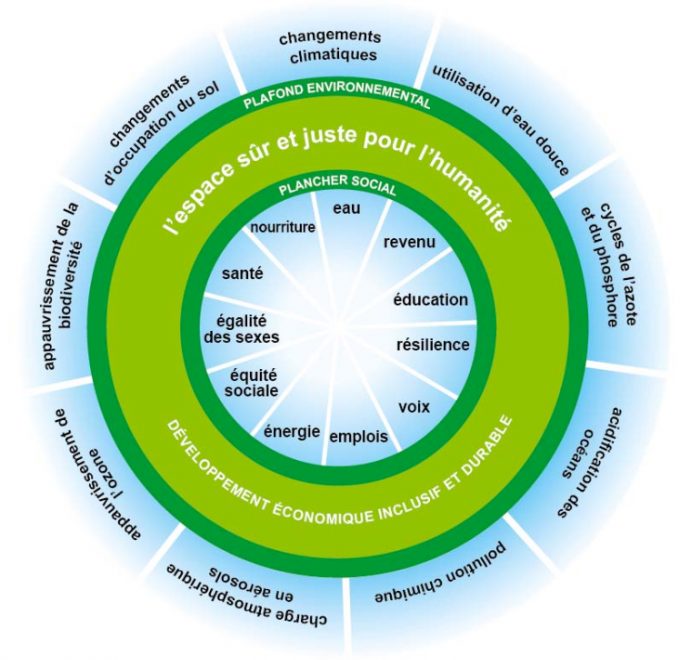 changements
climatiques
utilisation d'eau douce
cycles de l'azote
et du phosphore
acidification des
océans
pollution chimique
charge atmosphérique
en aérosols
appauvrissement de
l'ozone
appauvrissement de la
biodiversité
changements
d'occupation du sol
PLAFOND ENVIRONNEMENTAL
l'espace sûr et juste pour l'humanité
PLANCHER SOCIAL
eau
revenu
éducation
résilience
voix
emplois
énergie
équité
sociale
égalité
des sexes
santé
nourriture
DÉVELOPPEMENT ÉCONOMIQUE INCLUSIF ET DURABLE